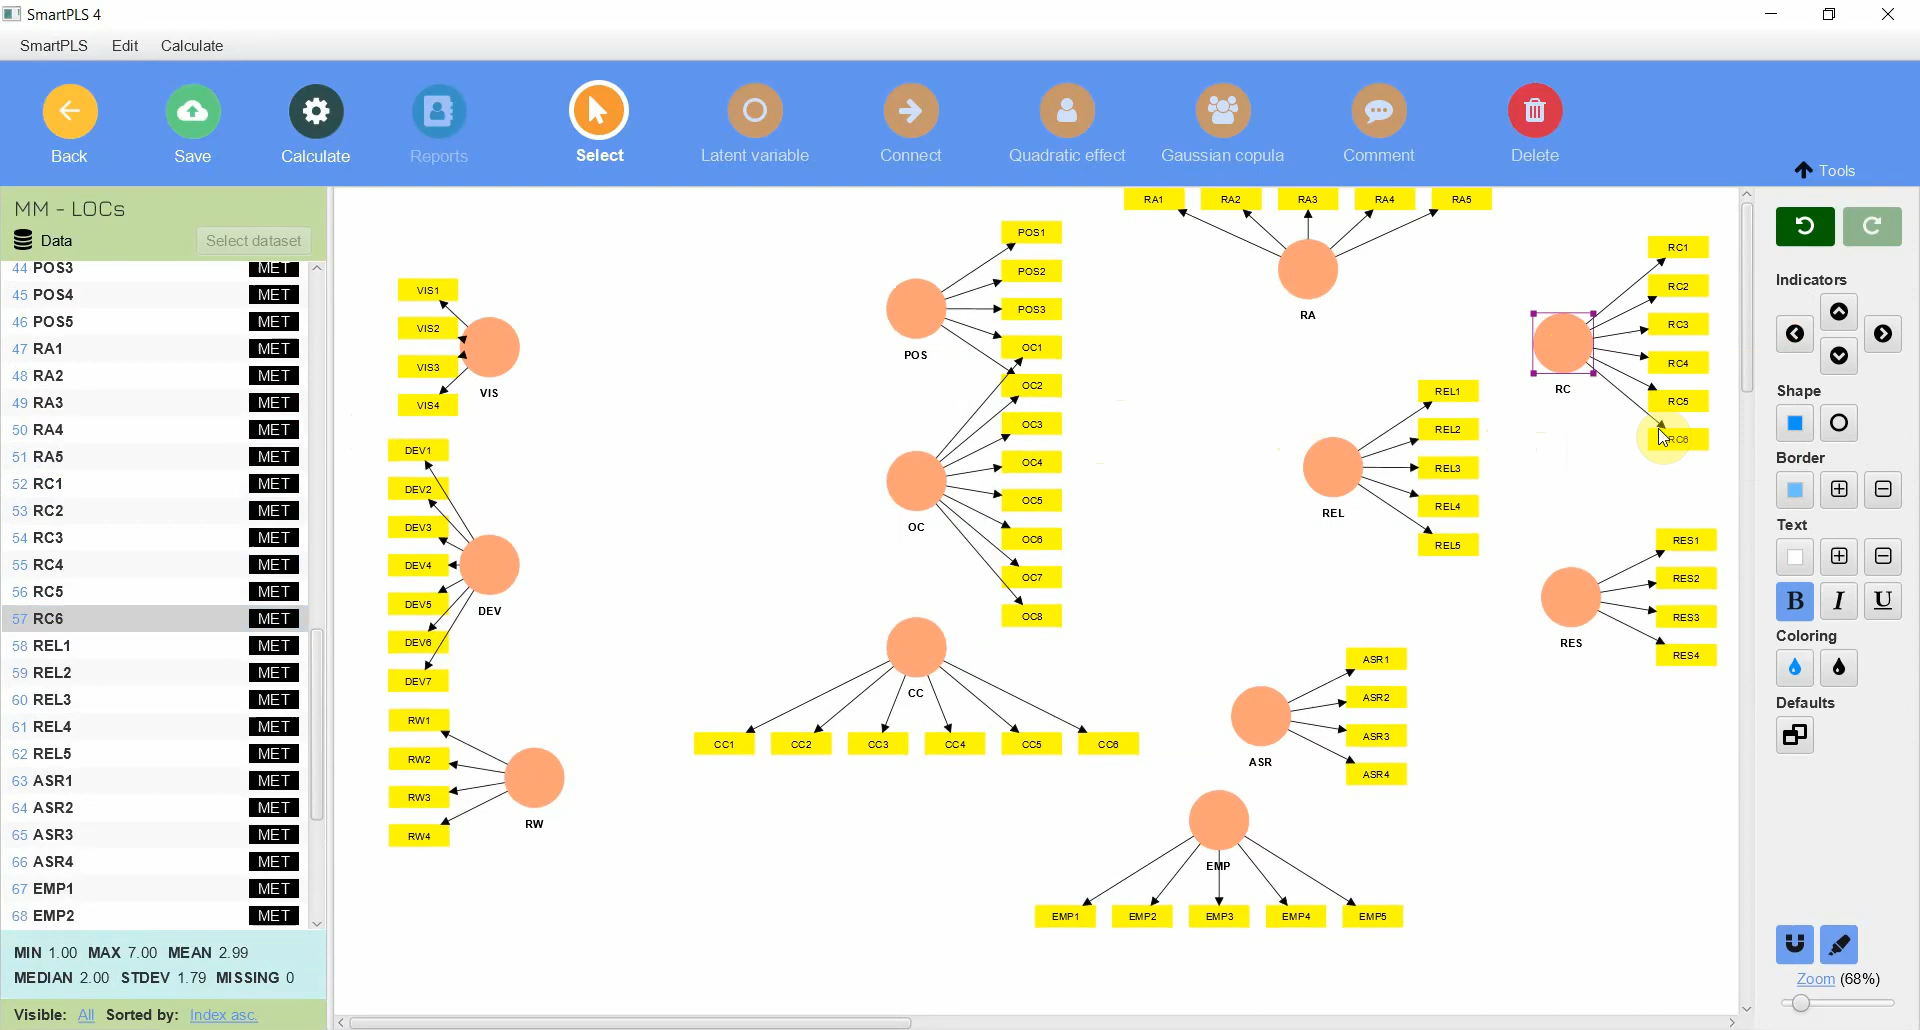 SmartPLS 4
SmartPLS Edit Calculate
Back Save Calculate Reports Select Latent variable Connect Quadratic effect Gaussian copula Comment Delete
Tools
MM - LOCs
Data Select dataset
44 POS3 MET
45 POS4 MET
46 POS5 MET
47 RA1 MET
48 RA2 MET
49 RA3 MET
50 RA4 MET
51 RA5 MET
52 RC1 MET
53 RC2 MET
54 RC3 MET
55 RC4 MET
56 RC5 MET
57 RC6 MET
58 REL1 MET
59 REL2 MET
60 REL3 MET
61 REL4 MET
62 REL5 MET
63 ASR1 MET
64 ASR2 MET
65 ASR3 MET
66 ASR4 MET
67 EMP1 MET
68 EMP2 MET
MIN 1.00 MAX 7.00 MEAN 2.99
MEDIAN 2.00 STDEV 1.79 MISSING 0
Visible: All Sorted by: Index asc.
VIS1
VIS2
VIS3
VIS4
VIS
DEV1
DEV2
DEV3
DEV4
DEV5
DEV6
DEV7
DEV
RW1
RW2
RW3
RW4
RW
POS1
POS2
POS3
POS
OC1
OC2
OC3
OC4
OC5
OC6
OC7
OC8
OC
CC
CC1 CC2 CC3 CC4 CC5 CC6
RA1 RA2 RA3 RA4 RA5
RA
REL1
REL2
REL3
REL4
REL5
REL
ASR1
ASR2
ASR3
ASR4
ASR
EMP
EMP1 EMP2 EMP3 EMP4 EMP5
RC1
RC2
RC3
RC4
RC5
RC6
RC
RES1
RES2
RES3
RES4
RES
Indicators
Shape
Border
Text
B I U
Coloring
Defaults
Zoom (68%)